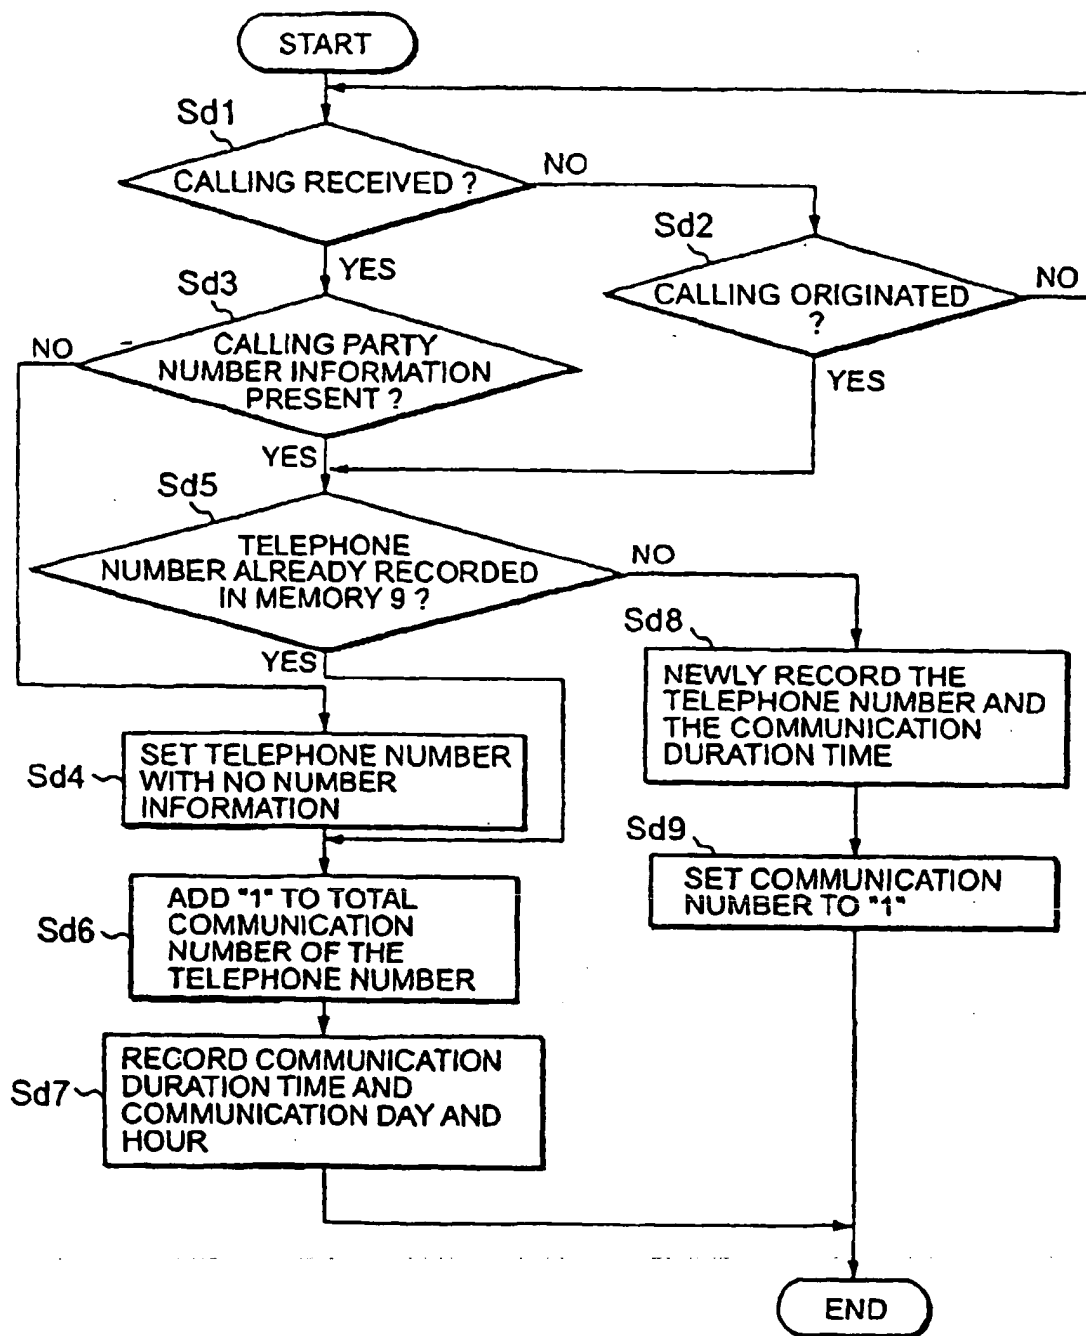 START
Sd1
CALLING RECEIVED ?
NO
YES
Sd2
CALLING ORIGINATED
?
NO
YES
Sd3
NO
CALLING PARTY
NUMBER INFORMATION
PRESENT ?
YES
Sd5
TELEPHONE
NUMBER ALREADY RECORDED
IN MEMORY 9 ?
NO
YES
Sd8
NEWLY RECORD THE
TELEPHONE NUMBER AND
THE COMMUNICATION
DURATION TIME
Sd4
SET TELEPHONE NUMBER
WITH NO NUMBER
INFORMATION
Sd9
SET COMMUNICATION
NUMBER TO "1"
Sd6
ADD "1" TO TOTAL
COMMUNICATION
NUMBER OF THE
TELEPHONE NUMBER
Sd7
RECORD COMMUNICATION
DURATION TIME AND
COMMUNICATION DAY AND
HOUR
END